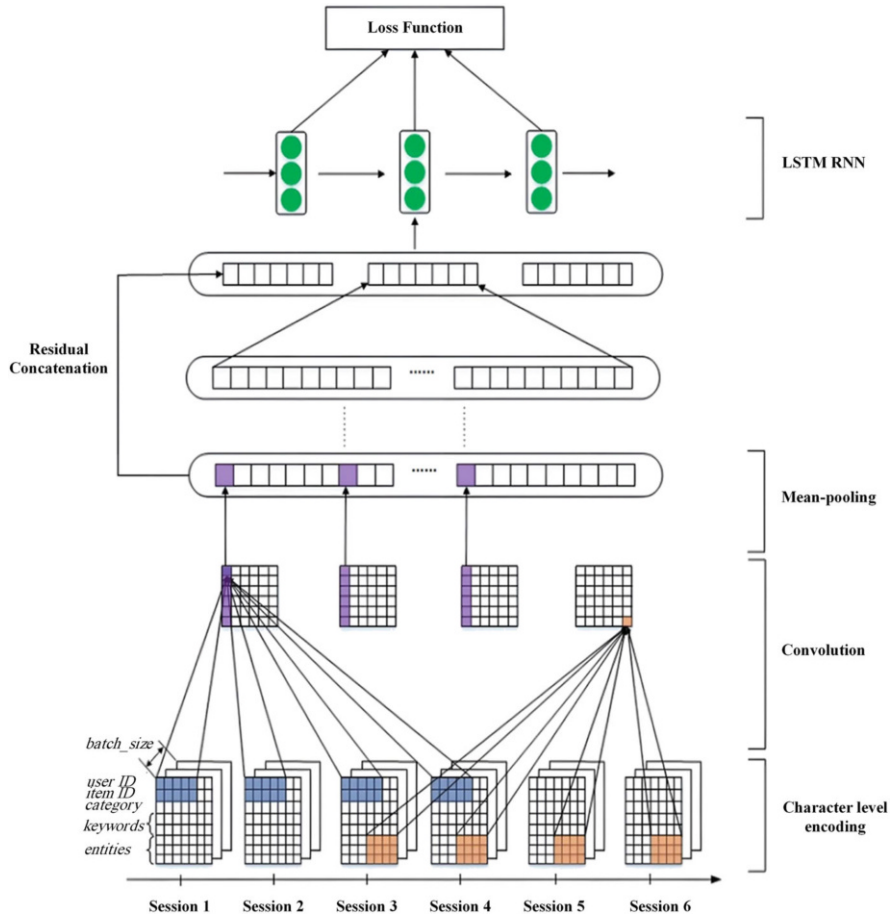 Loss Function
LSTM RNN
Residual
Concatenation
......
......
Mean-pooling
Convolution
batch_size
user ID
item ID
category
keywords
entities
Character level
encoding
Session 1 Session 2 Session 3 Session 4 Session 5 Session 6